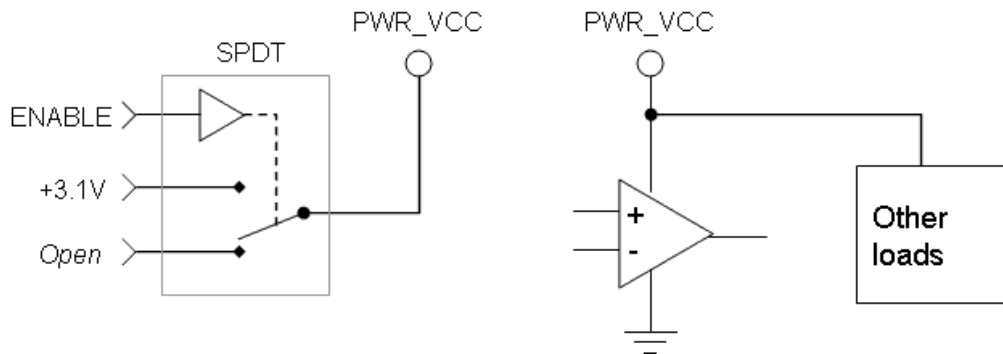 PWR_VCC
SPDT
ENABLE
+3.1V
Open
PWR_VCC
+
-
Other
loads